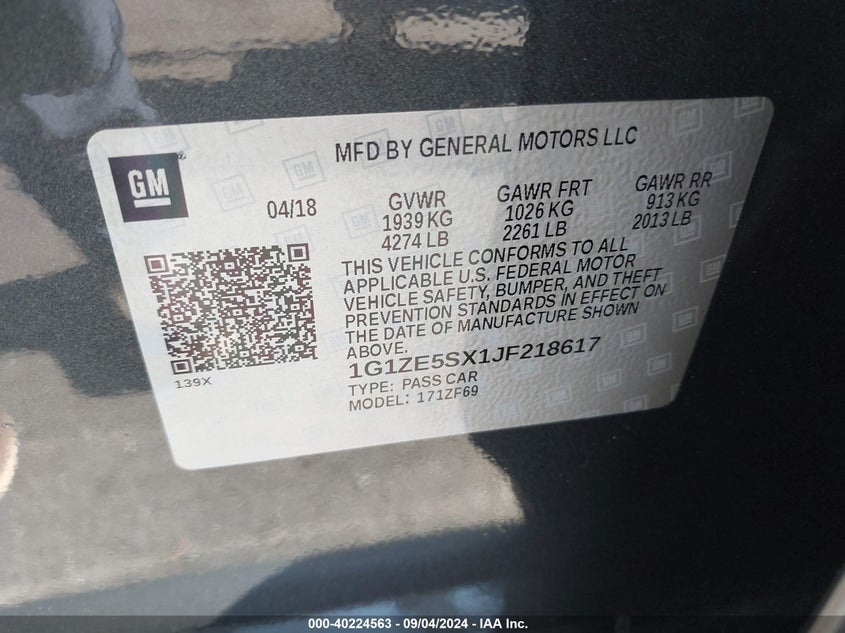 MFD BY GENERAL MOTORS LLC
GM®
04/18
GVWR
1939 KG
4274 LB
GAWR FRT
1026 KG
2261 LB
GAWR RR
913 KG
2013 LB
THIS VEHICLE CONFORMS TO ALL
APPLICABLE U.S. FEDERAL MOTOR
VEHICLE SAFETY, BUMPER, AND THEFT
PREVENTION STANDARDS IN EFFECT ON
THE DATE OF MANUFACTURE SHOWN
ABOVE.
1G1ZE5SX1JF218617
TYPE: PASS CAR
MODEL: 171ZF69
139X
000-40224563 - 09/04/2024 - IAA Inc.